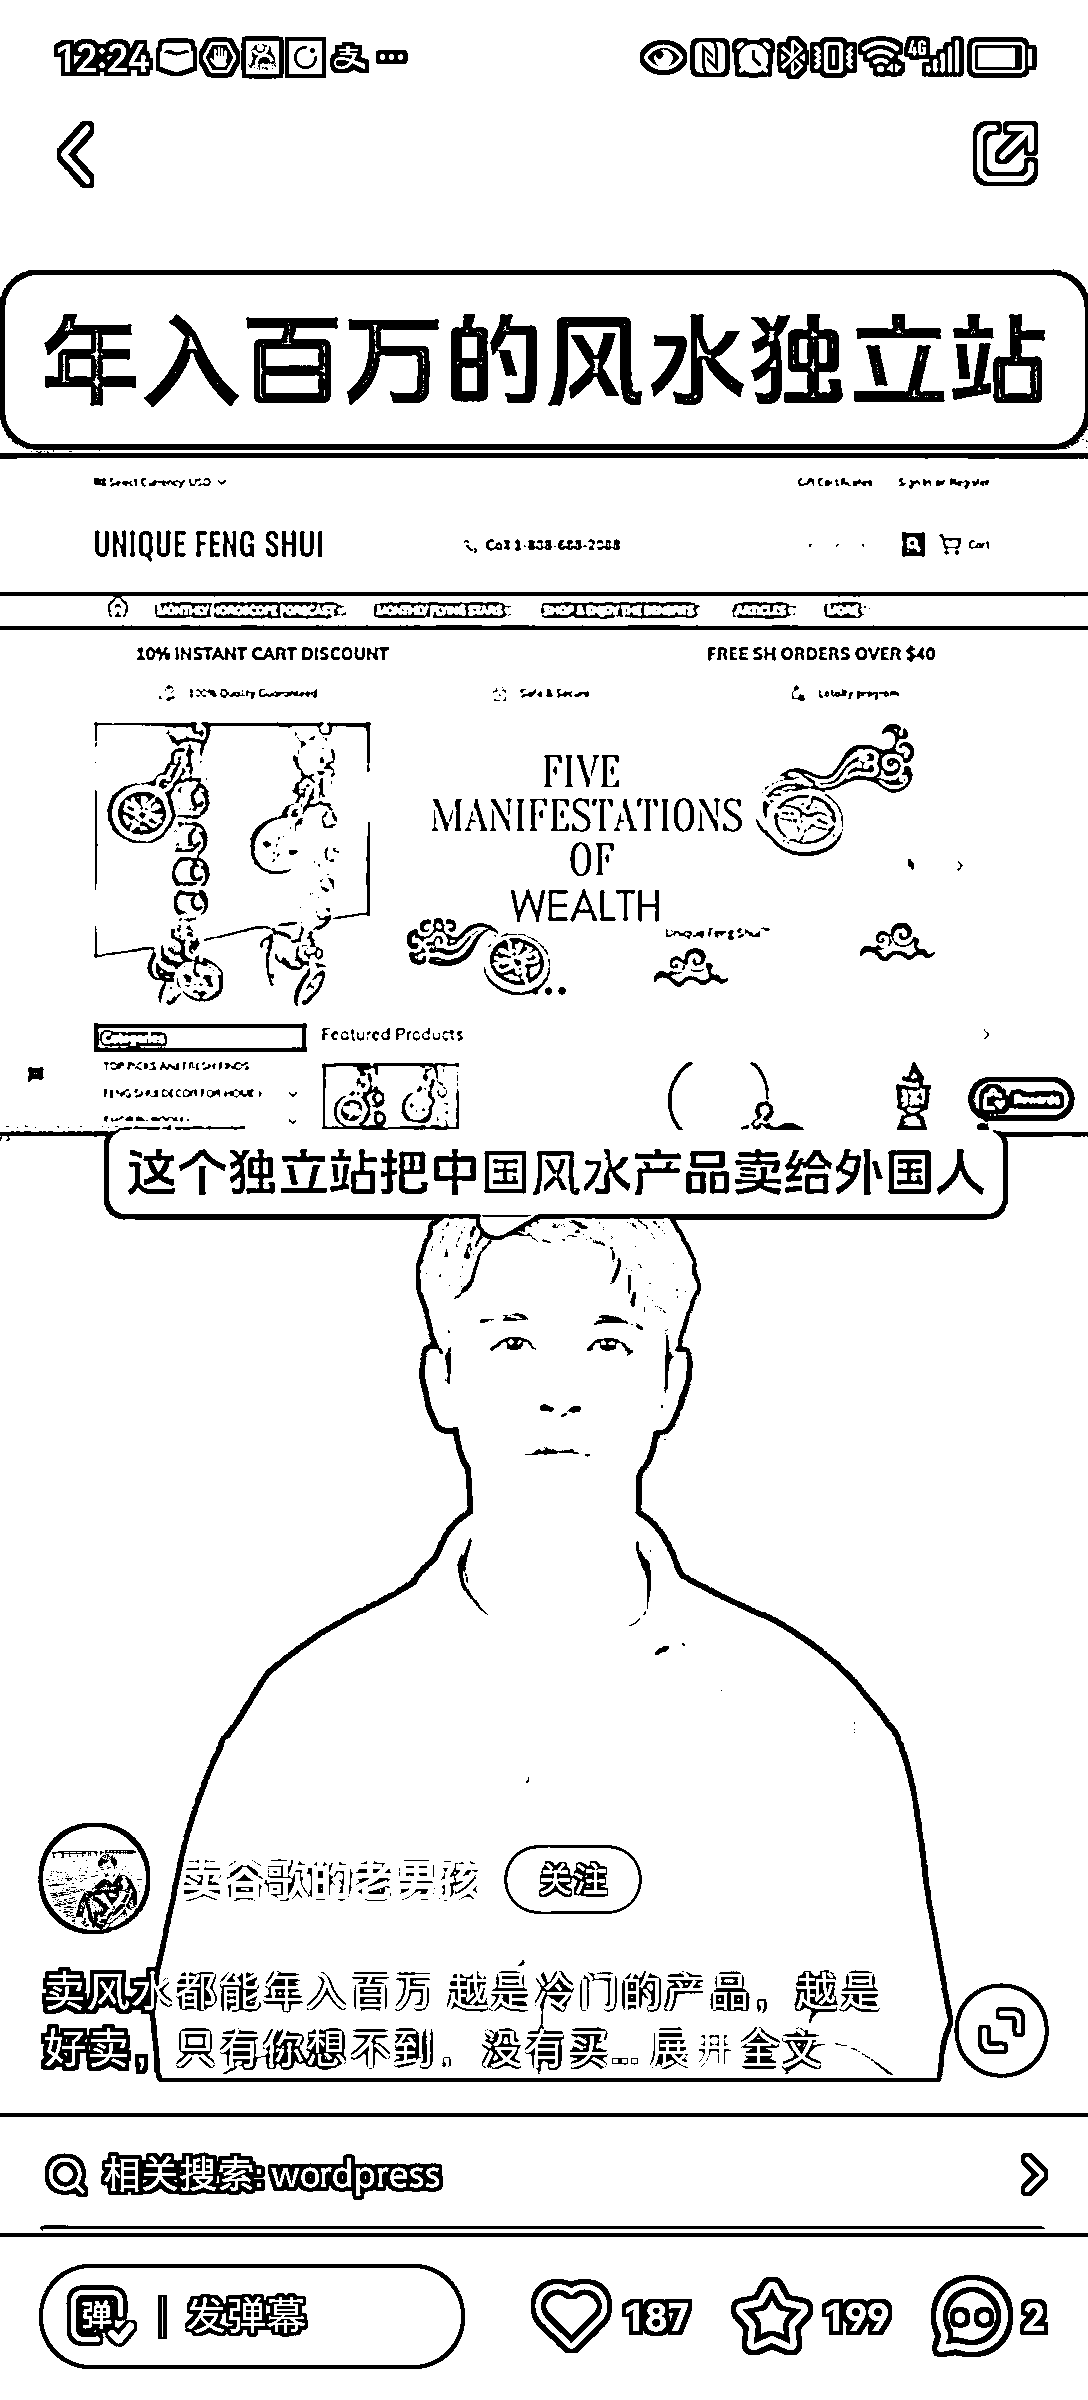 12:24
4G
年入百万的风水独立站
Select Currency: USD
Gift Certificates Sign in or Register
UNIQUE FENG SHUI
Call 1-808-688-2088
Cart
MONTHLY HOROSCOPE FORECAST MONTHLY FLYING STARS SHOP & ENJOY THE BENEFITS ARTICLES MORE
10% INSTANT CART DISCOUNT
FREE SH ORDERS OVER $40
100% Quality Guaranteed
Safe & Secure
Loyalty program
FIVE
MANIFESTATIONS
OF
WEALTH
Unique Feng Shui™
Categories
Featured Products
TOP PICKS AND FRESH FINDS
FENG SHUI DECOR FOR HOME
Rewards
这个独立站把中国风水产品卖给外国人
卖谷歌的老男孩
关注
卖风水都能年入百万 越是冷门的产品，越是
好卖，只有你想不到。没有买... 展开全文
相关搜索: wordpress
弹
发弹幕
187
199
2